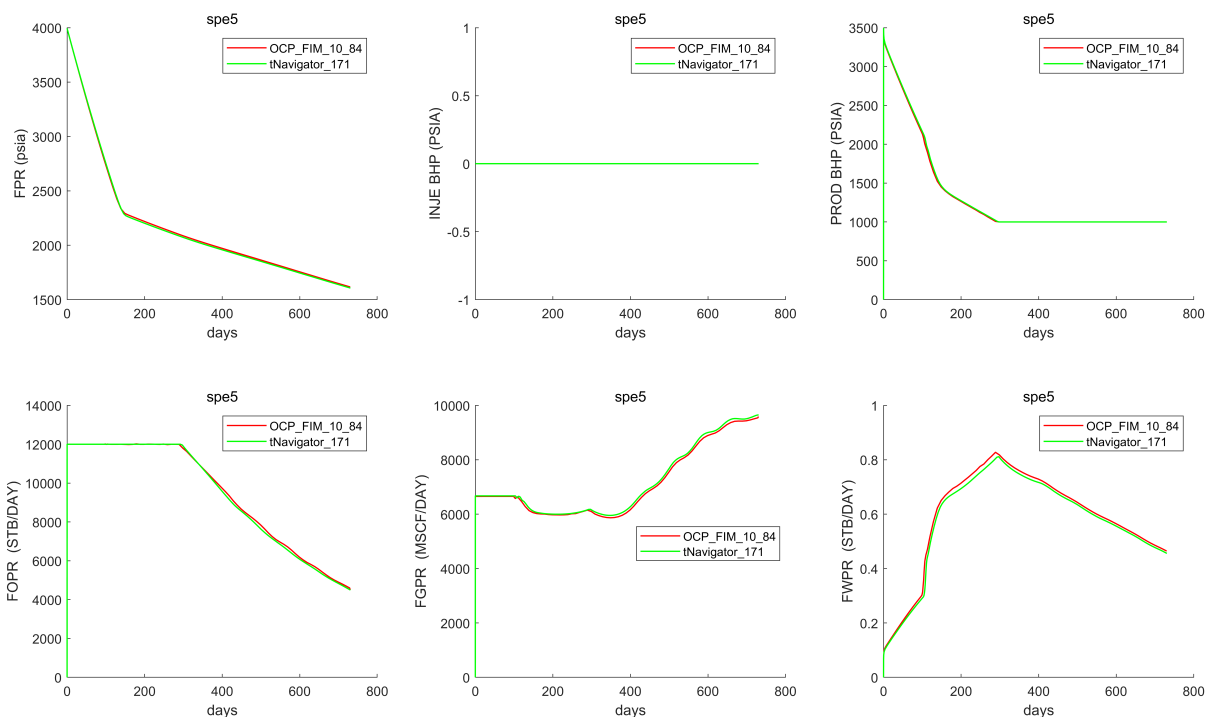 spe5
OCP_FIM_10_84
tNavigator_171
4000
3500
3000
2500
2000
1500
FPR (psia)
0
200
400
600
800
days
spe5
OCP_FIM_10_84
tNavigator_171
1
0.5
0
-0.5
-1
INJE BHP (PSIA)
0
200
400
600
800
days
spe5
OCP_FIM_10_84
tNavigator_171
3500
3000
2500
2000
1500
1000
500
0
PROD BHP (PSIA)
0
200
400
600
800
days
spe5
OCP_FIM_10_84
tNavigator_171
14000
12000
10000
8000
6000
4000
2000
0
FOPR (STB/DAY)
0
200
400
600
800
days
spe5
10000
8000
6000
4000
2000
0
FGPR (MSCF/DAY)
OCP_FIM_10_84
tNavigator_171
0
200
400
600
800
days
spe5
OCP_FIM_10_84
tNavigator_171
1
0.8
0.6
0.4
0.2
0
FWPR (STB/DAY)
0
200
400
600
800
days